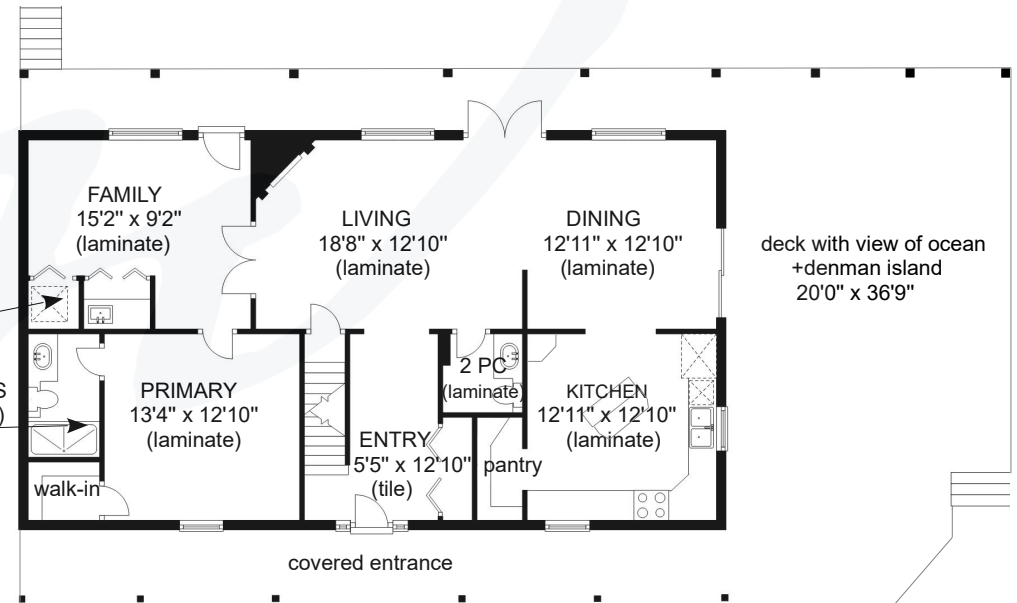 FAMILY
15'2" x 9'2"
(laminate)
LIVING
18'8" x 12'10"
(laminate)
DINING
12'11" x 12'10"
(laminate)
deck with view of ocean
+denman island
20'0" x 36'9"
S
)
PRIMARY
13'4" x 12'10"
(laminate)
walk-in
ENTRY
5'5" x 12'10"
(tile)
2 PC
(laminate)
pantry
KITCHEN
12'11" x 12'10"
(laminate)
covered entrance